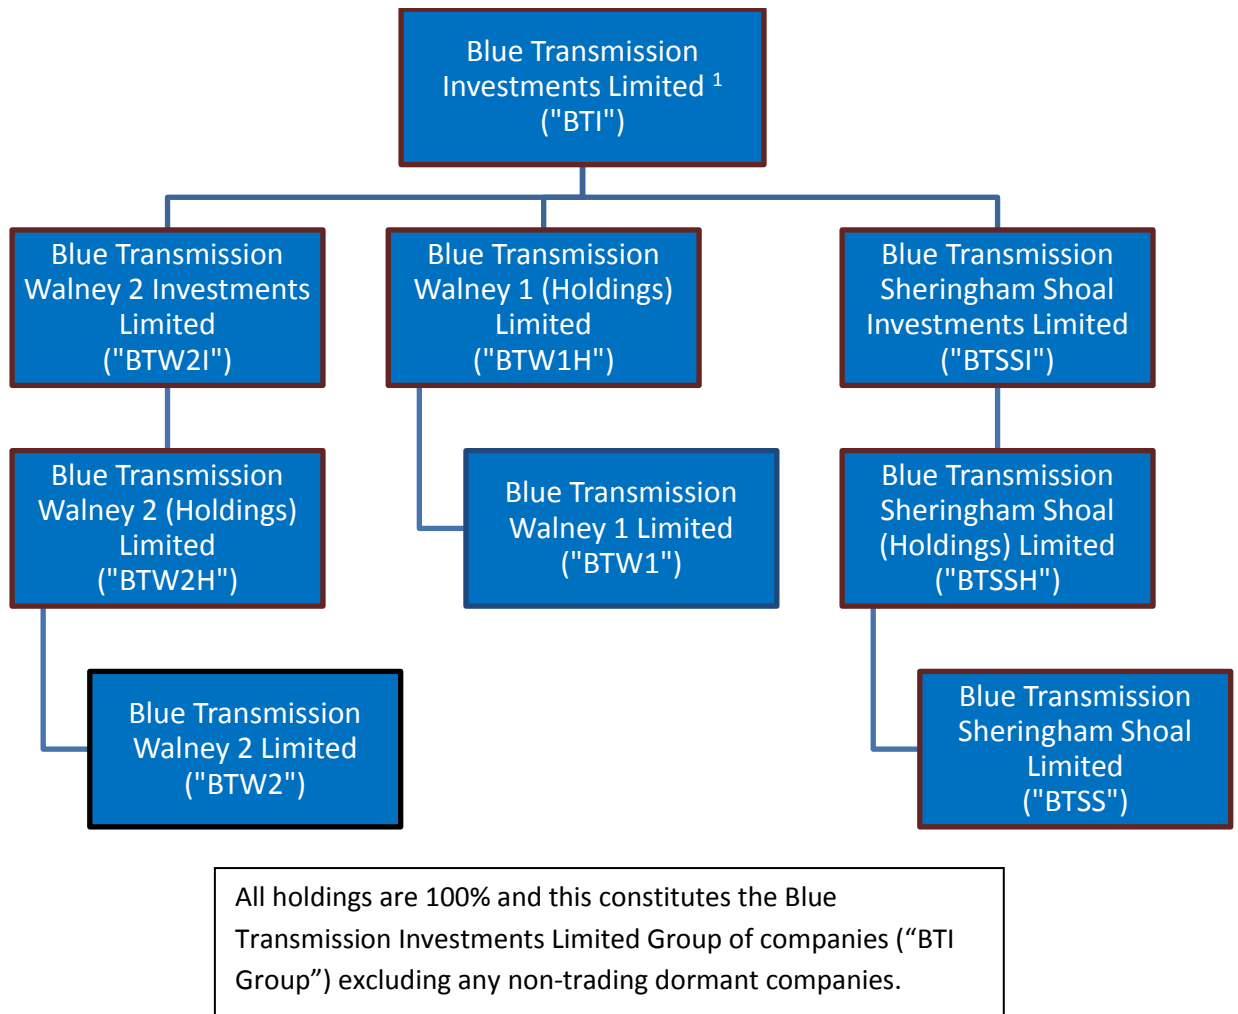 Blue Transmission
Investments Limited 1
("BTI")
Blue Transmission
Walney 2 Investments
Limited
("BTW2I")
Blue Transmission
Walney 1 (Holdings)
Limited
("BTW1H")
Blue Transmission
Sheringham Shoal
Investments Limited
("BTSSI")
Blue Transmission
Walney 2 (Holdings)
Limited
("BTW2H")
Blue Transmission
Walney 1 Limited
("BTW1")
Blue Transmission
Sheringham Shoal
(Holdings) Limited
("BTSSH")
Blue Transmission
Walney 2 Limited
("BTW2")
Blue Transmission
Sheringham Shoal
Limited
("BTSS")
All holdings are 100% and this constitutes the Blue
Transmission Investments Limited Group of companies (“BTI
Group”) excluding any non-trading dormant companies.